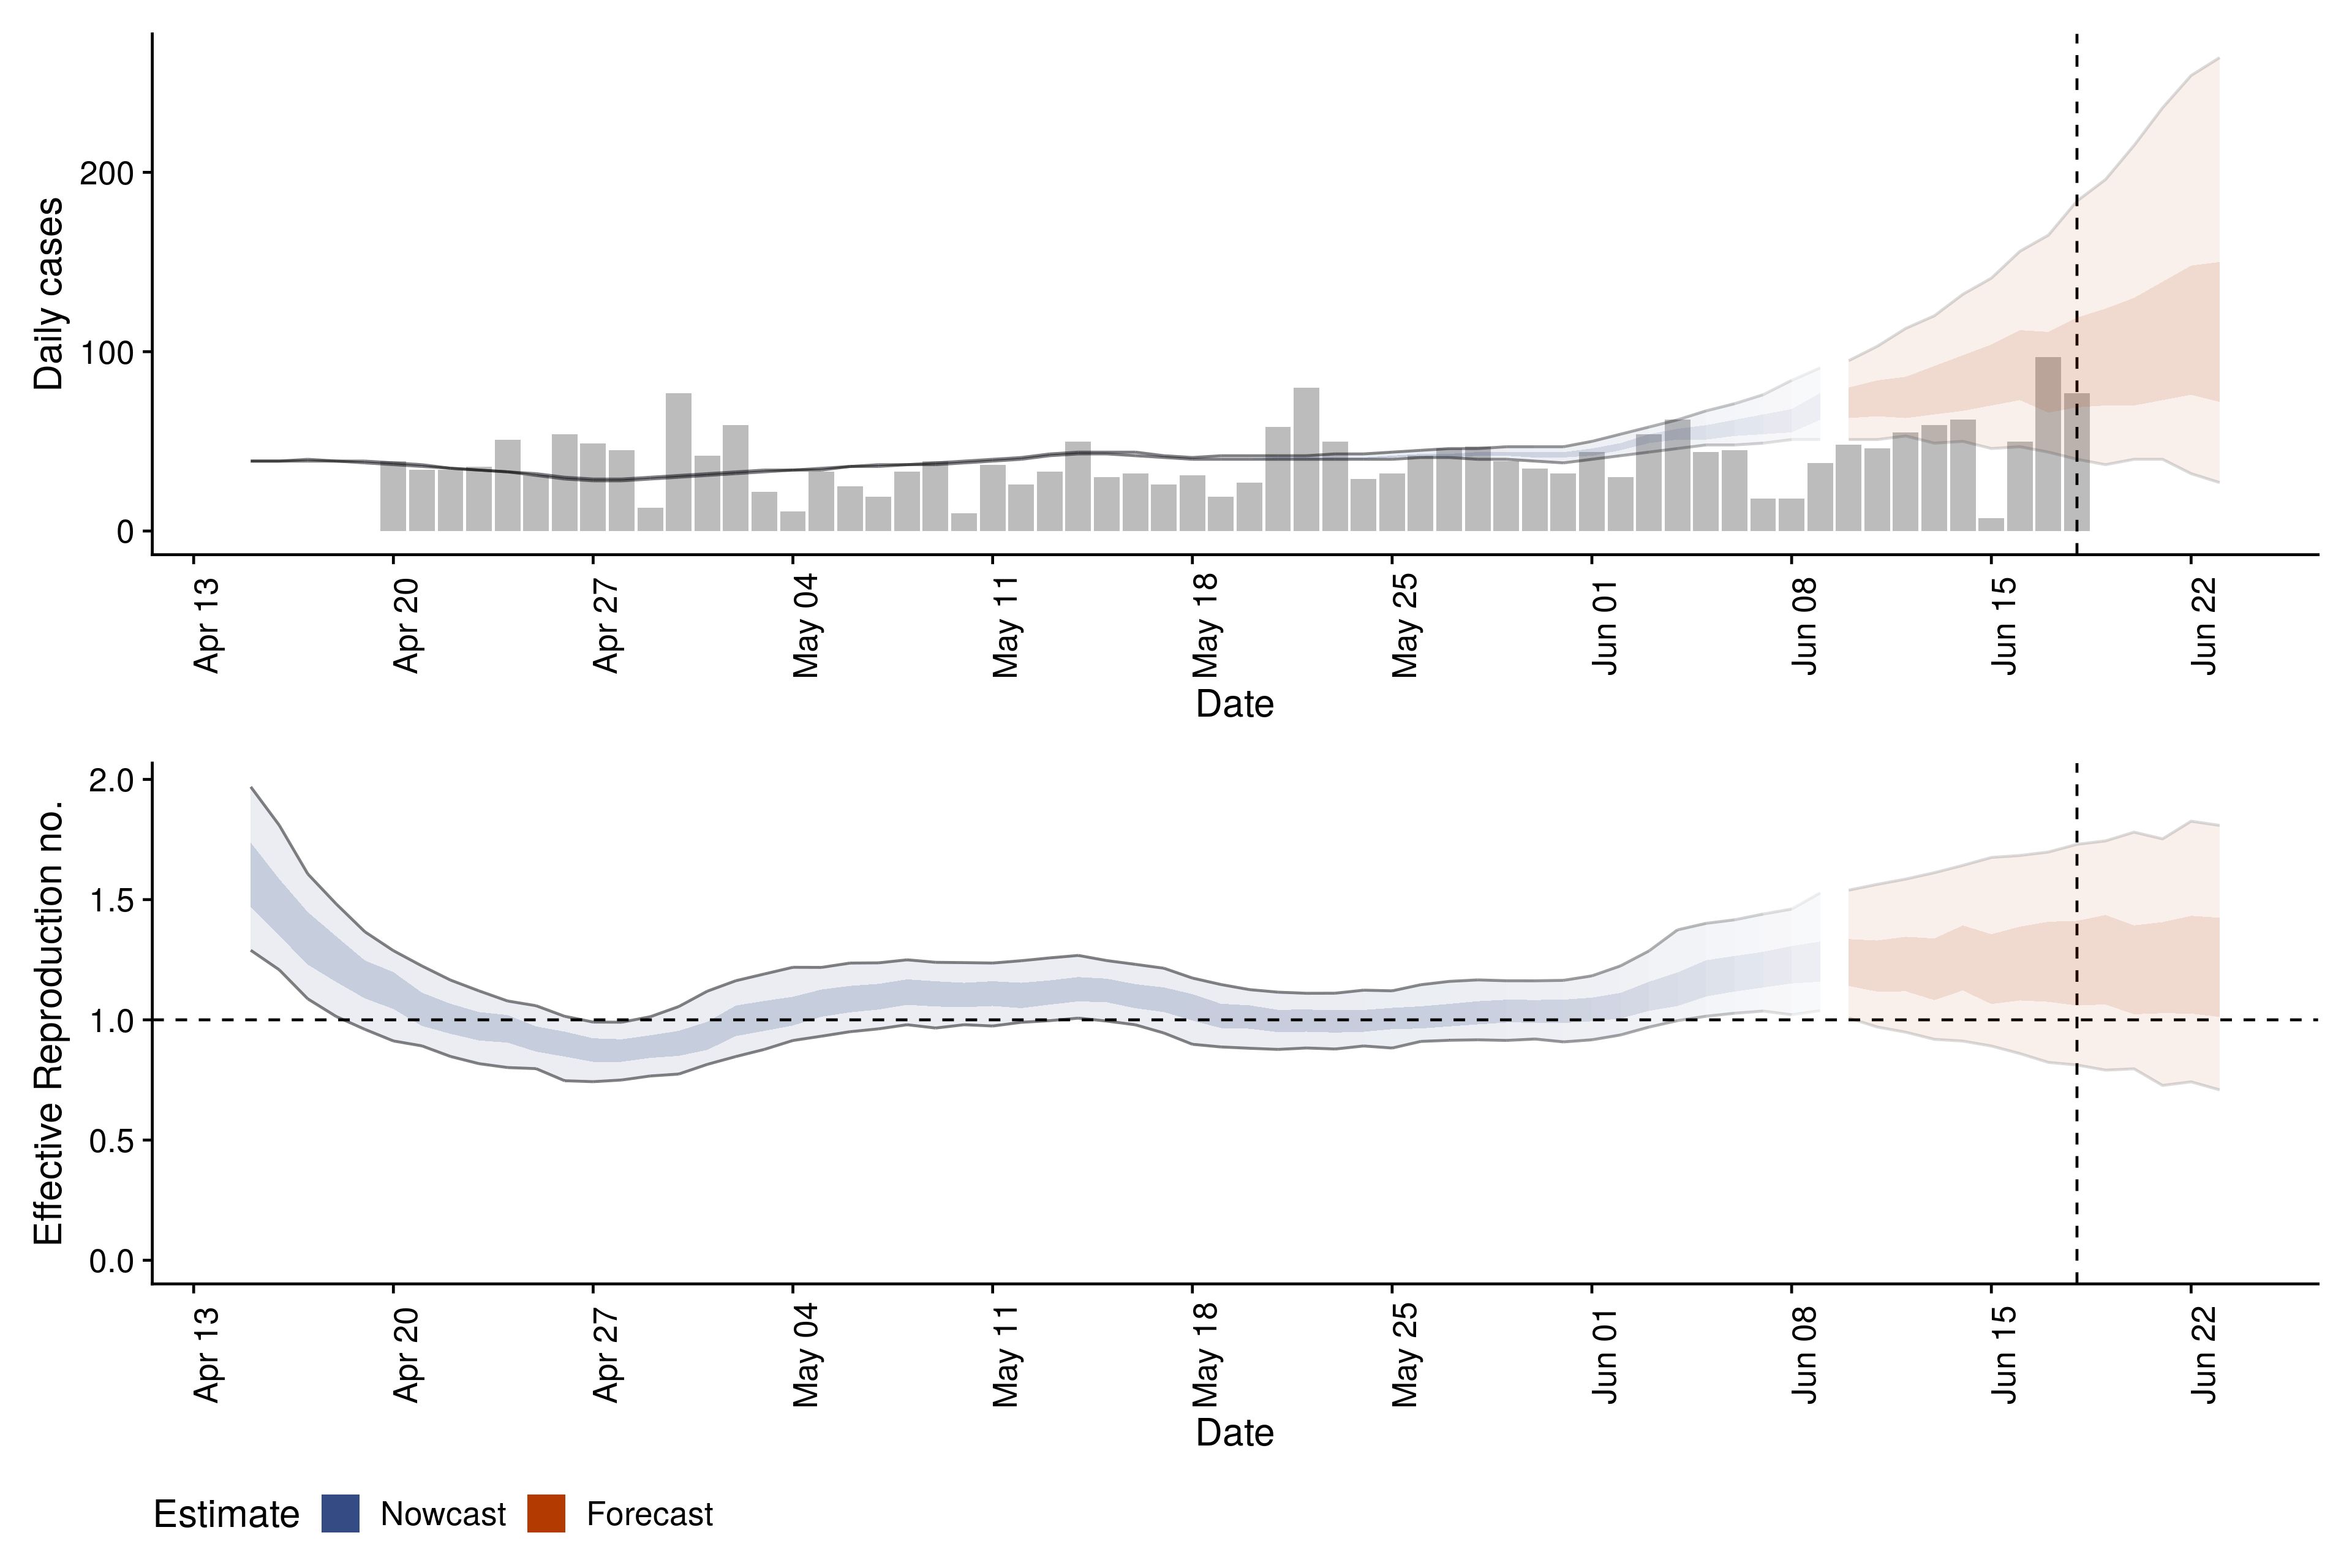 Daily cases
200
100
0
Apr 13 Apr 20 Apr 27 May 04 May 11 May 18 May 25 Jun 01 Jun 08 Jun 15 Jun 22
Date
Effective Reproduction no.
2.0
1.5
1.0
0.5
0.0
Apr 13 Apr 20 Apr 27 May 04 May 11 May 18 May 25 Jun 01 Jun 08 Jun 15 Jun 22
Date
Estimate Nowcast Forecast